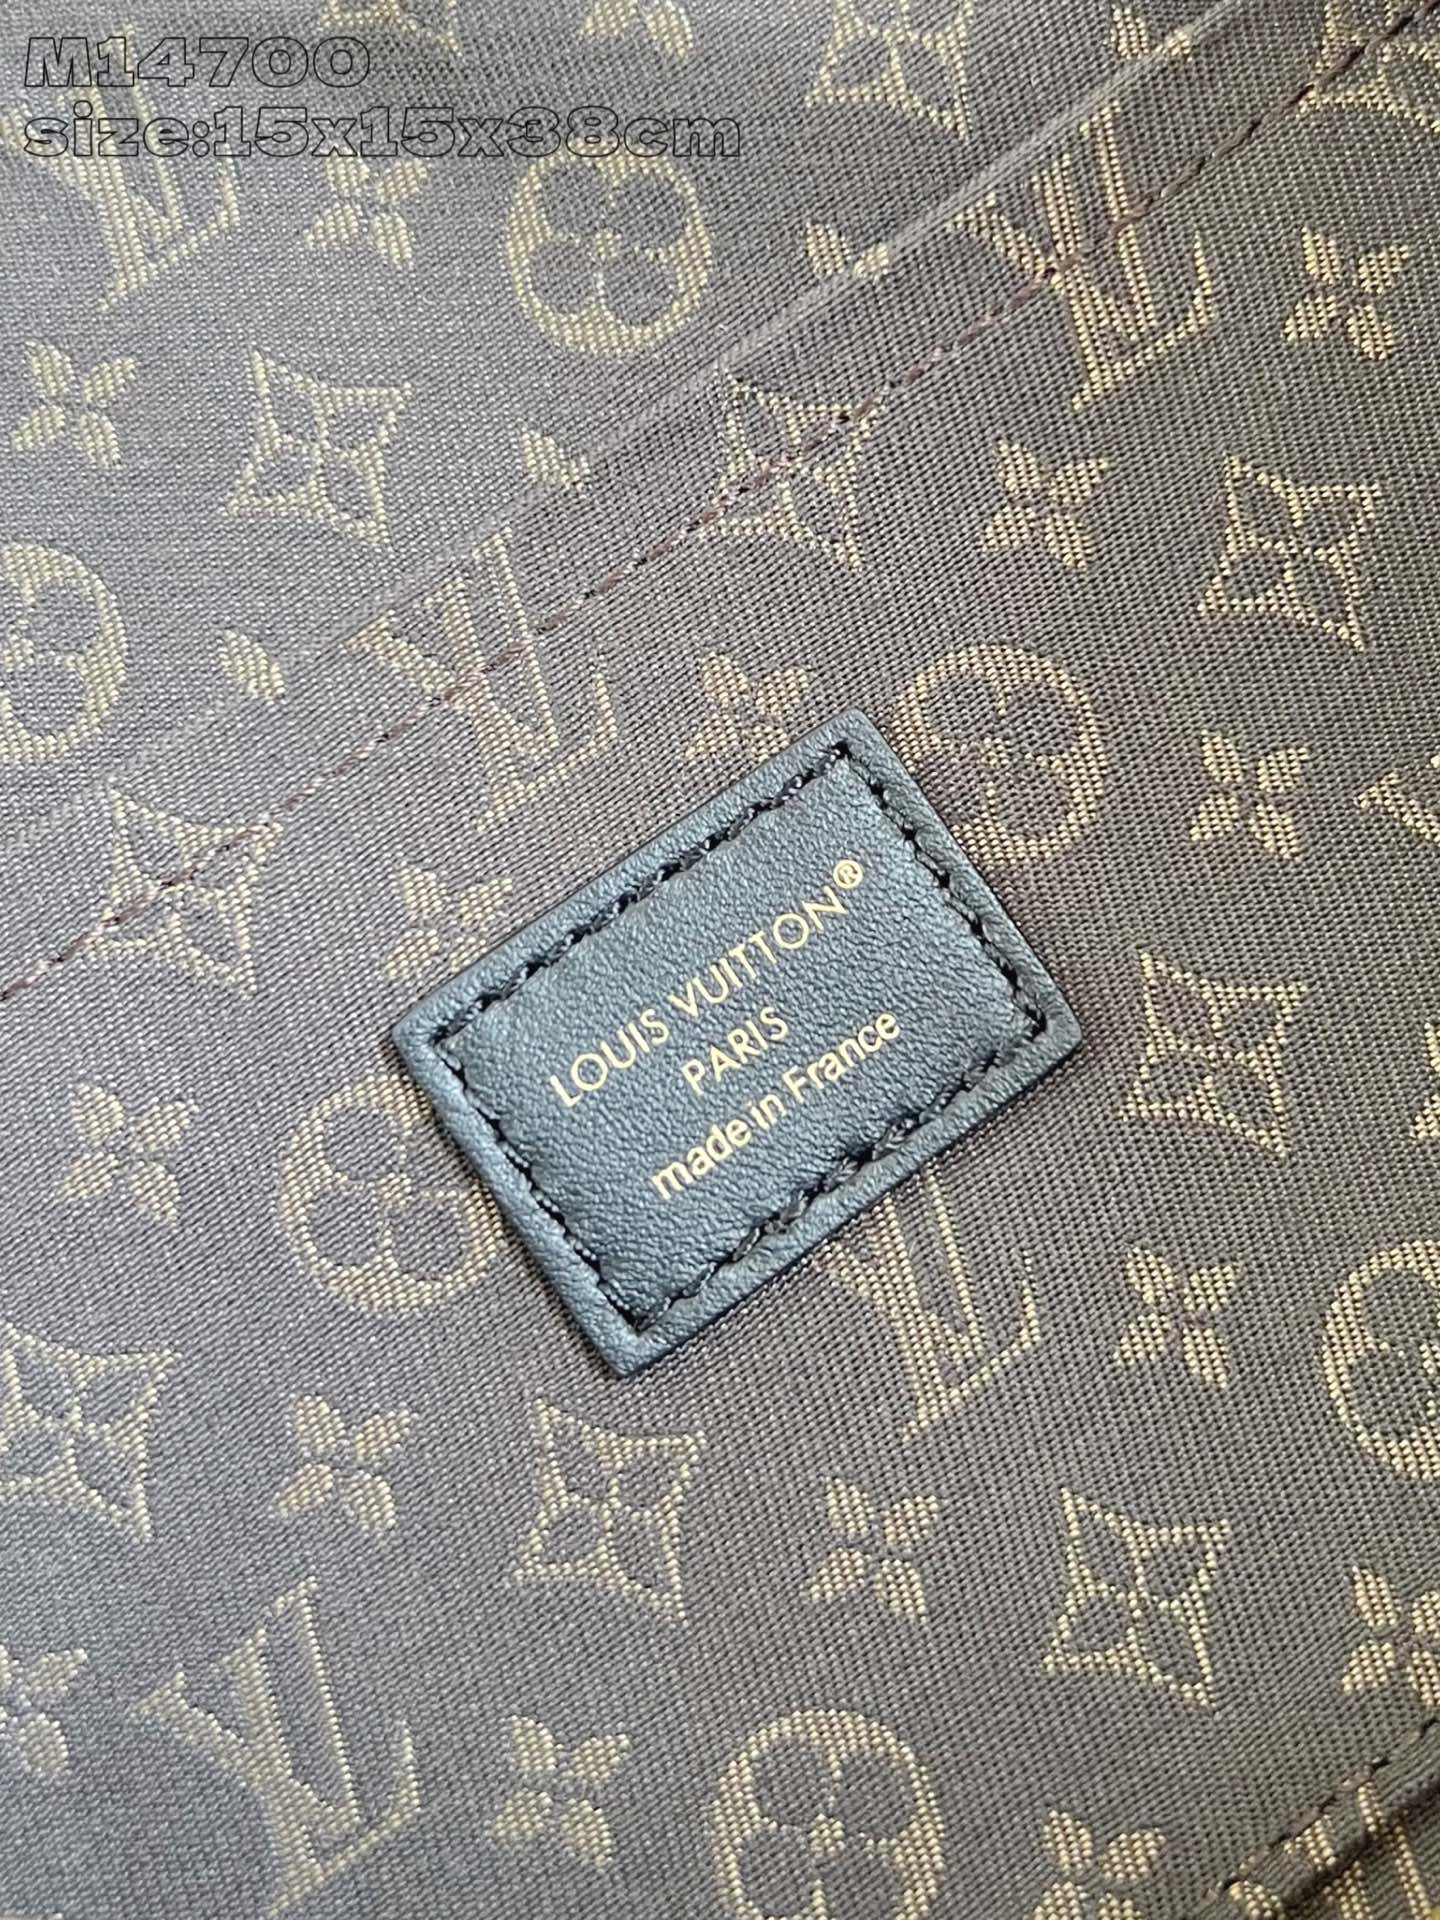 M14700
size:15x15x38cm
LOUIS VUITTON®
PARIS
made in France